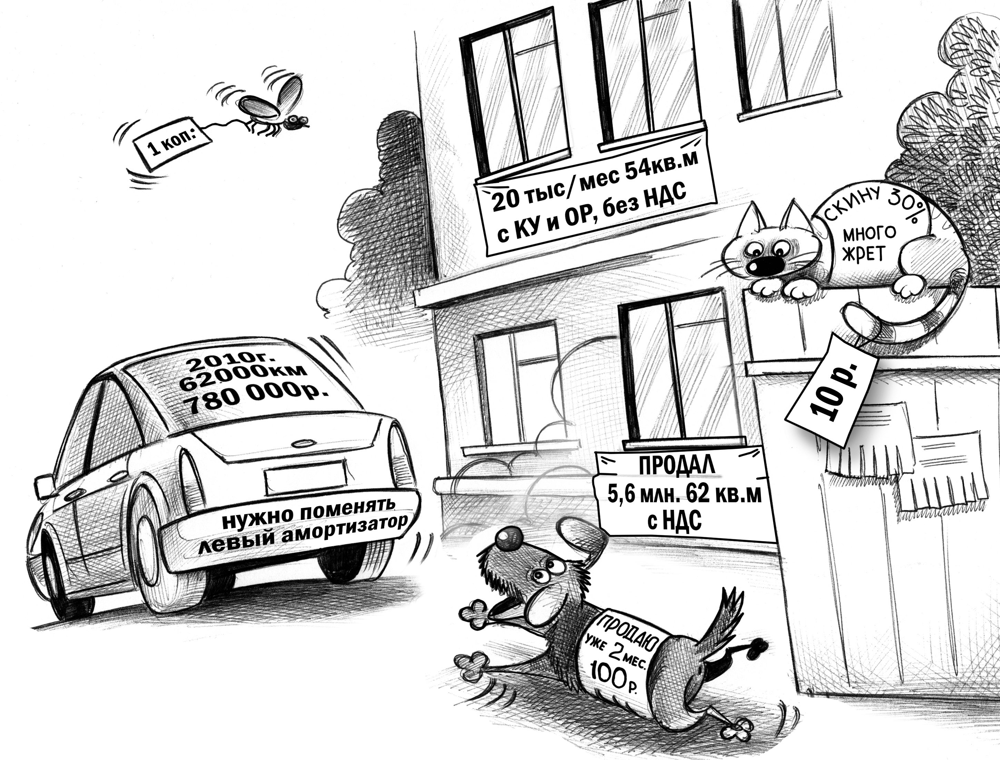 1 коп:
20 тыс/мес 54кв.м
с КУ и ОР, без НДС
СКИНУ 30%
МНОГО
ЖРЕТ
10 р.
2010г.
62000км
780 000р.
нужно поменять
левый амортизатор
ПРОДАЛ
5,6 млн. 62 кв.м
с НДС
ПРОДАЮ
УЖЕ 2 МЕС.
100 Р.